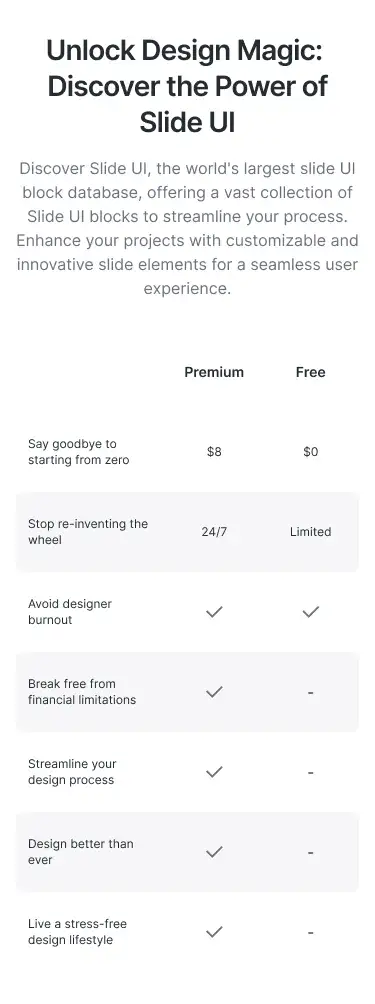 Unlock Design Magic:
Discover the Power of
Slide UI
Discover Slide UI, the world's largest slide UI
block database, offering a vast collection of
Slide UI blocks to streamline your process.
Enhance your projects with customizable and
innovative slide elements for a seamless user
experience.
Premium Free
Say goodbye to
starting from zero
$8 $0
Stop re-inventing the
wheel
24/7 Limited
Avoid designer
burnout
Break free from
financial limitations
-
Streamline your
design process
-
Design better than
ever
-
Live a stress-free
design lifestyle
-